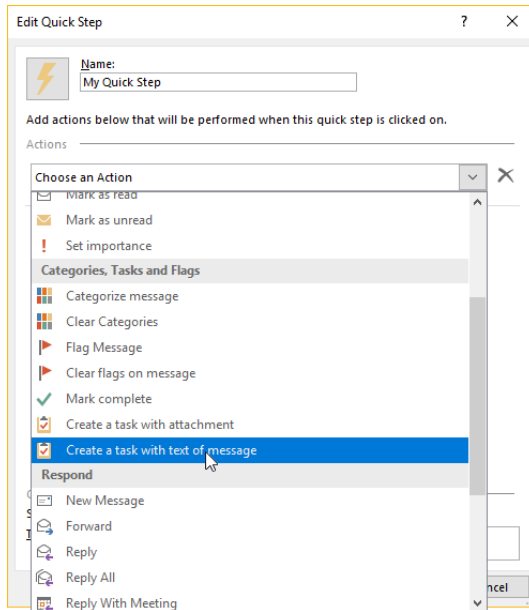 Edit Quick Step
?
Name:
My Quick Step
Add actions below that will be performed when this quick step is clicked on.
Actions
Choose an Action
Mark as read
Mark as unread
Set importance
Categories, Tasks and Flags
Categorize message
Clear Categories
Flag Message
Clear flags on message
Mark complete
Create a task with attachment
Create a task with text of message
Respond
New Message
Forward
Reply
Reply All
Reply With Meeting
ncel